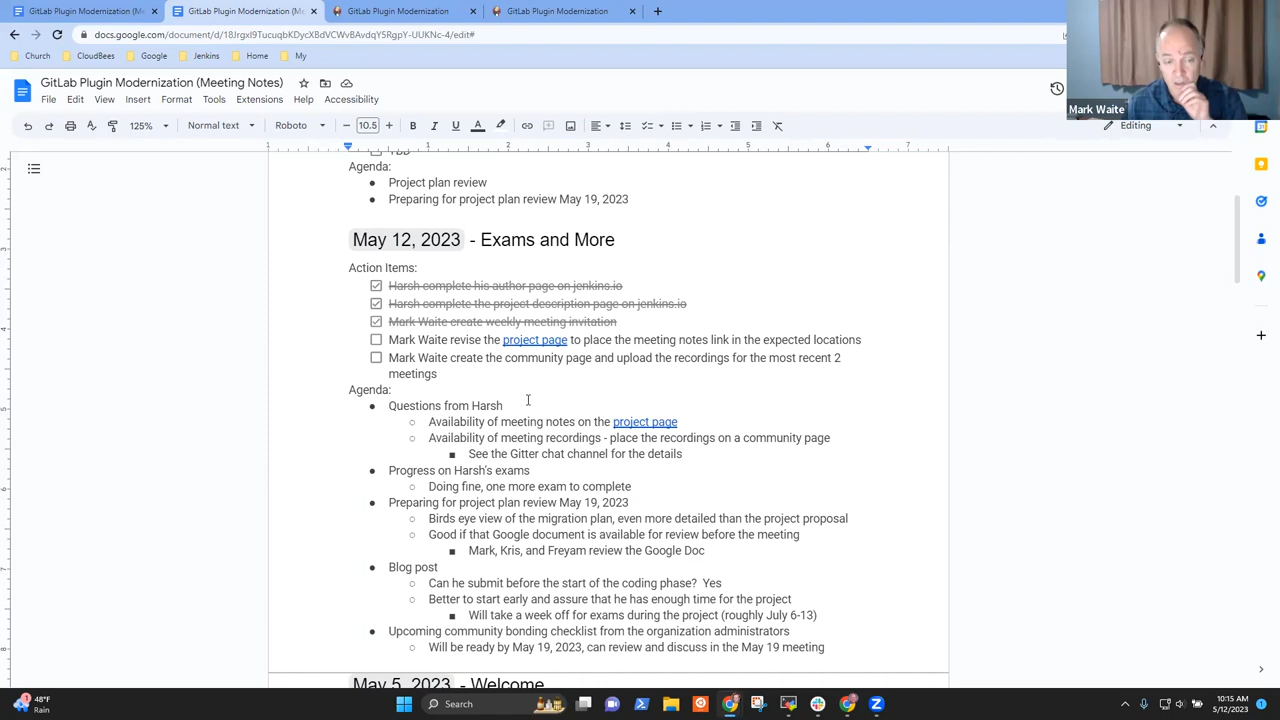 GitLab Plugin Modernization (Me
GitLab Plugin Modernization (Me
GitLab Plugin Modernization
GitLab Plugin Modernization
docs.google.com/document/d/18JrgxI9TucuqbKDycXBdVCWvBAvdqY5RgpY-UUKNc-4/edit#
Church
CloudBees
Google
Jenkins
Home
My
GitLab Plugin Modernization (Meeting Notes)
File Edit View Insert Format Tools Extensions Help Accessibility
Mark Waite
125%
Normal text
Roboto
10.5
Editing
Agenda:
Project plan review
Preparing for project plan review May 19, 2023
May 12, 2023 - Exams and More
Action Items:
Harsh complete his author page on jenkins.io
Harsh complete the project description page on jenkins.io
Mark Waite create weekly meeting invitation
Mark Waite revise the project page to place the meeting notes link in the expected locations
Mark Waite create the community page and upload the recordings for the most recent 2
meetings
Agenda:
Questions from Harsh
Availability of meeting notes on the project page
Availability of meeting recordings - place the recordings on a community page
See the Gitter chat channel for the details
Progress on Harsh's exams
Doing fine, one more exam to complete
Preparing for project plan review May 19, 2023
Birds eye view of the migration plan, even more detailed than the project proposal
Good if that Google document is available for review before the meeting
Mark, Kris, and Freyam review the Google Doc
Blog post
Can he submit before the start of the coding phase? Yes
Better to start early and assure that he has enough time for the project
Will take a week off for exams during the project (roughly July 6-13)
Upcoming community bonding checklist from the organization administrators
Will be ready by May 19, 2023, can review and discuss in the May 19 meeting
May 5, 2023 - Welcome
48°F
Rain
Search
10:15 AM
5/12/2023